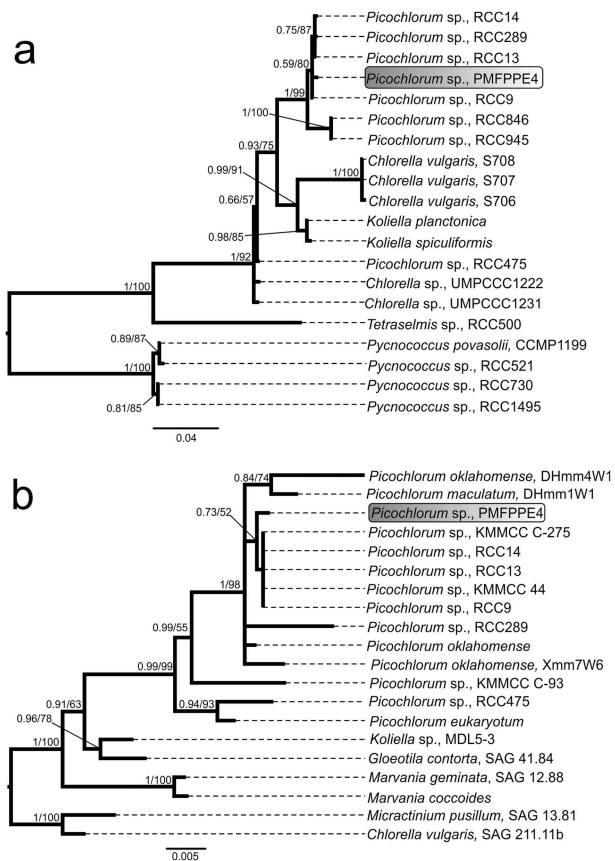 a
0.75/87
Picochlorum sp., RCC14
Picochlorum sp., RCC289
0.59/80
Picochlorum sp., RCC13
Picochlorum sp., PMFPPE4
1/99
Picochlorum sp., RCC9
1/100
Picochlorum sp., RCC846
0.93/75
Picochlorum sp., RCC945
0.99/91
1/100
Chlorella vulgaris, S708
Chlorella vulgaris, S707
0.66/57
Chlorella vulgaris, S706
Koliella planctonica
0.98/85
Koliella spiculiformis
1/92
Picochlorum sp., RCC475
1/100
Chlorella sp., UMPCCC1222
Chlorella sp., UMPCCC1231
Tetraselmis sp., RCC500
0.89/87
Pycnococcus povasolii, CCMP1199
1/100
Pycnococcus sp., RCC521
Pycnococcus sp., RCC730
0.81/85
Pycnococcus sp., RCC1495
0.04
b
0.84/74
Picochlorum oklahomense, DHmm4W1
Picochlorum maculatum, DHmm1W1
0.73/52
Picochlorum sp., PMFPPE4
Picochlorum sp., KMMCC C-275
Picochlorum sp., RCC14
Picochlorum sp., RCC13
1/98
Picochlorum sp., KMMCC 44
Picochlorum sp., RCC9
0.99/55
Picochlorum sp., RCC289
Picochlorum oklahomense
0.99/99
Picochlorum oklahomense, Xmm7W6
Picochlorum sp., KMMCC C-93
0.94/93
Picochlorum sp., RCC475
0.91/63
Picochlorum eukaryotum
0.96/78
Koliella sp., MDL5-3
1/100
Gloeotila contorta, SAG 41.84
1/100
Marvania geminata, SAG 12.88
Marvania coccoides
1/100
Micractinium pusillum, SAG 13.81
Chlorella vulgaris, SAG 211.11b
0.005